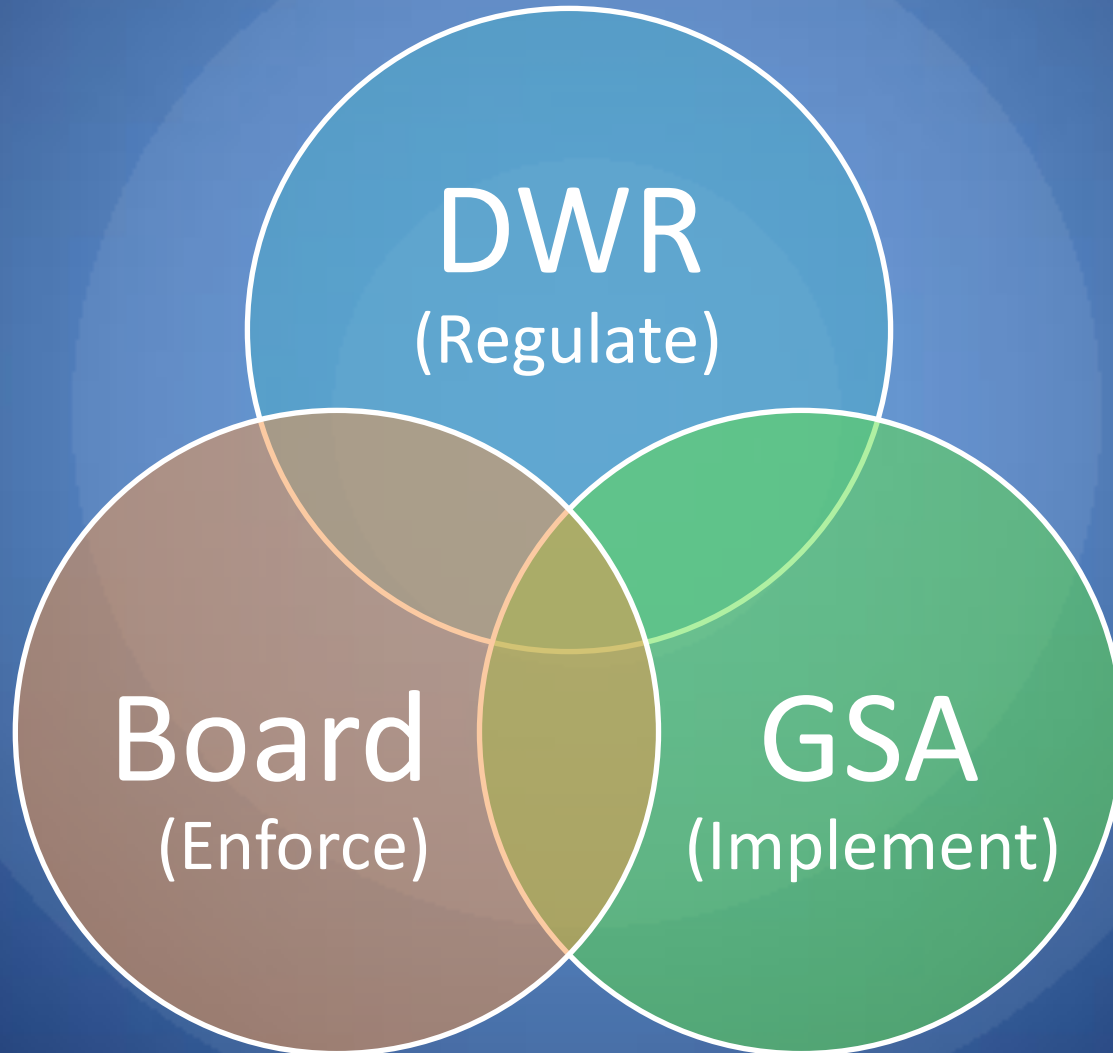 DWR
(Regulate)
Board
(Enforce)
GSA
(Implement)